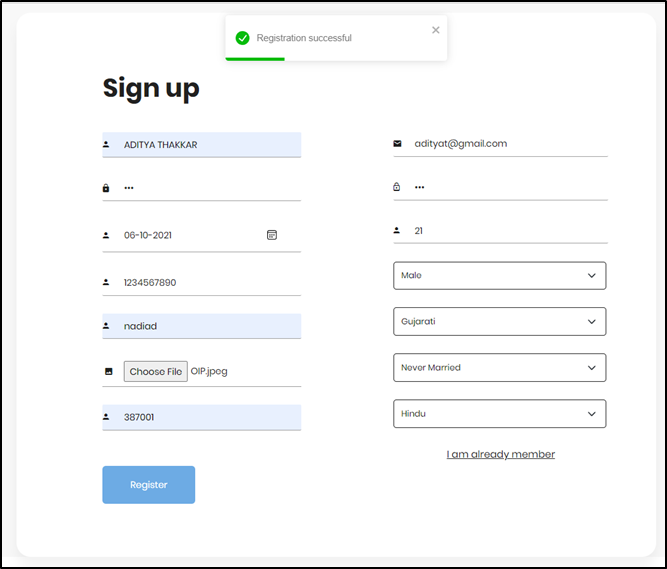 Registration successful
Sign up
ADITYA THAKKAR
•••
06-10-2021
1234567890
nadiad
Choose File OIP.jpeg
387001
Register
adityat@gmail.com
•••
21
Male
Gujarati
Never Married
Hindu
I am already member